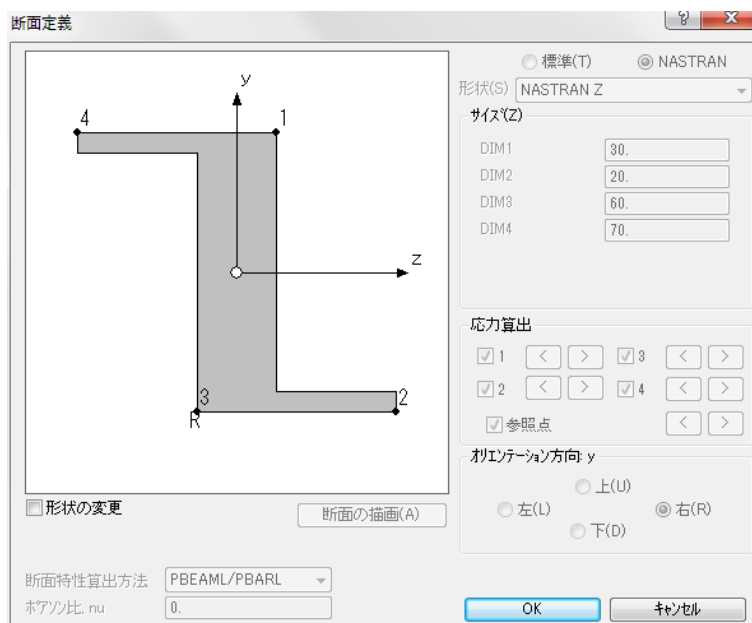 断面定義
? X
y
4
1
z
3
2
R
標準(T) NASTRAN
形状(S) NASTRAN Z
サイズ(Z)
DIM1 30.
DIM2 20.
DIM3 60.
DIM4 70.
応力算出
1 < > 3 < >
2 < > 4 < >
参照点 < >
オリエンテーション方向: y
上(U)
左(L) 右(R)
下(D)
形状の変更 断面の描画(A)
断面特性算出方法 PBEAML/PBARL
ポアソン比, nu 0.
OK キャンセル